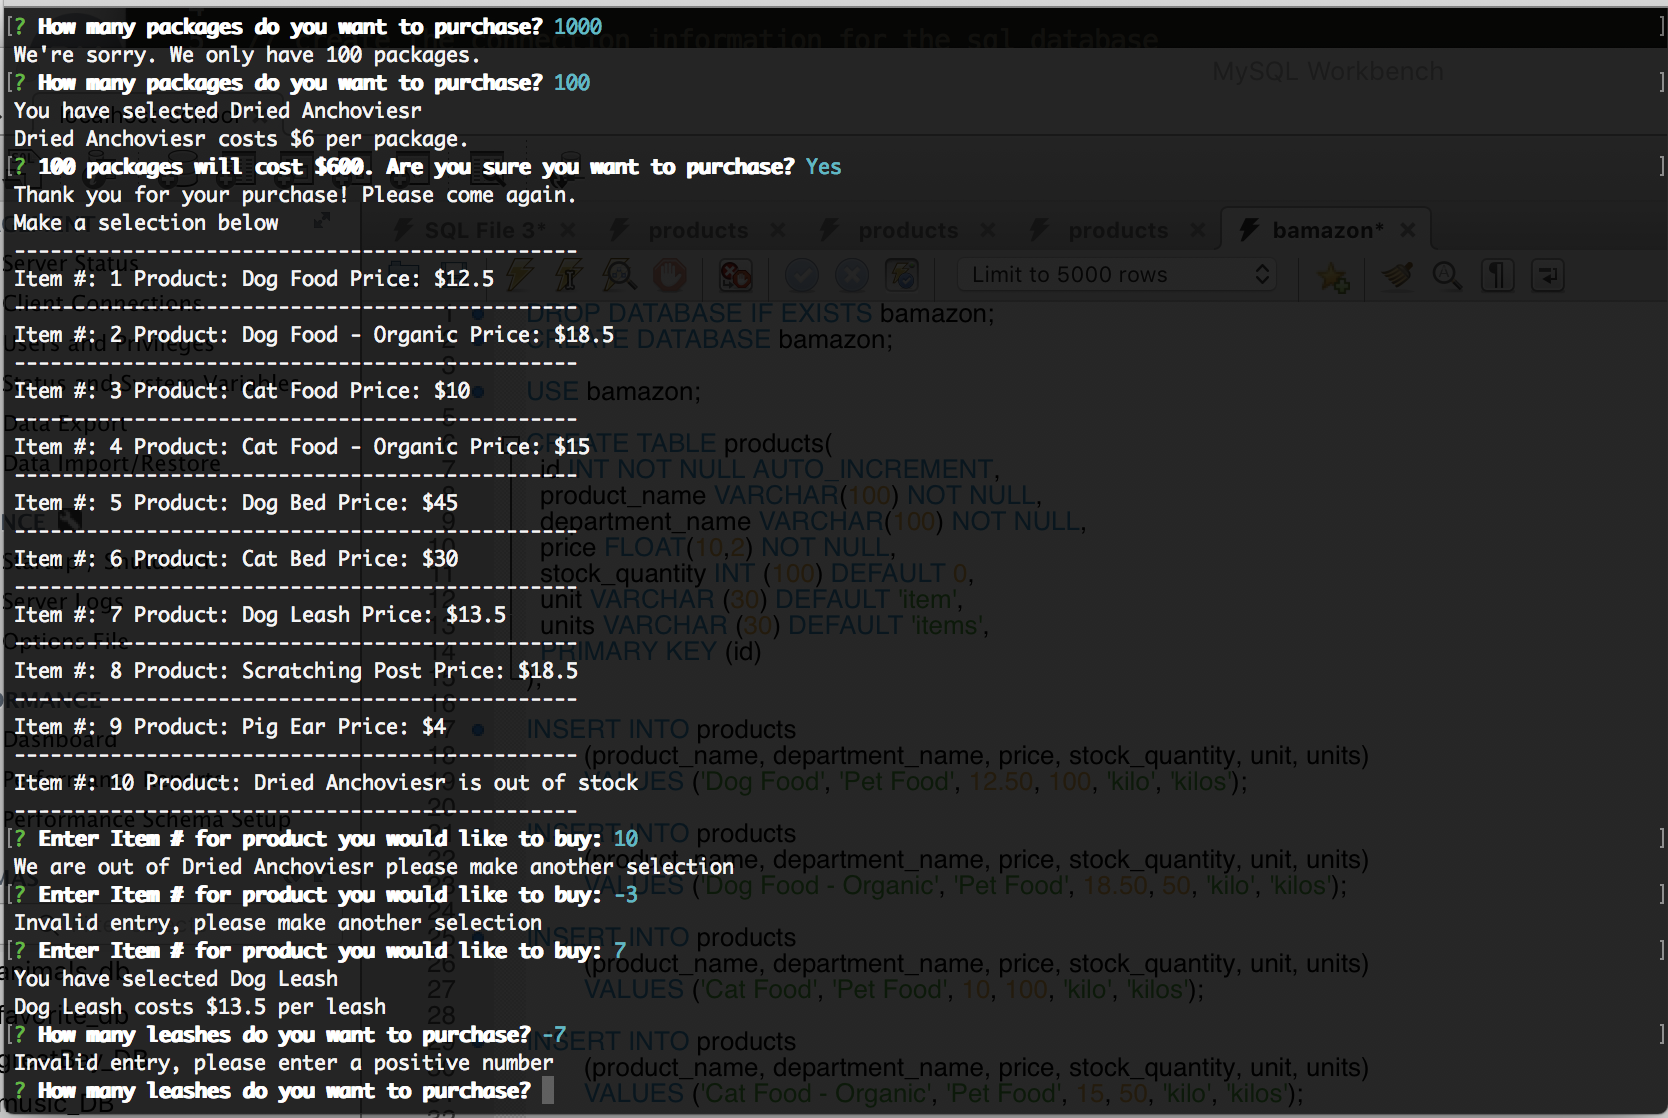 [? How many packages do you want to purchase? 1000 ]
We're sorry. We only have 100 packages.
[? How many packages do you want to purchase? 100 ]
You have selected Dried Anchoviesr
Dried Anchoviesr costs $6 per package.
[? 100 packages will cost $600. Are you sure you want to purchase? Yes ]
Thank you for your purchase! Please come again.
Make a selection below
-----------------------------------------------
Item #: 1 Product: Dog Food Price: $12.5
-----------------------------------------------
Item #: 2 Product: Dog Food - Organic Price: $18.5
-----------------------------------------------
Item #: 3 Product: Cat Food Price: $10
-----------------------------------------------
Item #: 4 Product: Cat Food - Organic Price: $15
-----------------------------------------------
Item #: 5 Product: Dog Bed Price: $45
-----------------------------------------------
Item #: 6 Product: Cat Bed Price: $30
-----------------------------------------------
Item #: 7 Product: Dog Leash Price: $13.5
-----------------------------------------------
Item #: 8 Product: Scratching Post Price: $18.5
-----------------------------------------------
Item #: 9 Product: Pig Ear Price: $4
-----------------------------------------------
Item #: 10 Product: Dried Anchoviesr is out of stock
-----------------------------------------------
[? Enter Item # for product you would like to buy: 10 ]
We are out of Dried Anchoviesr please make another selection
[? Enter Item # for product you would like to buy: -3 ]
Invalid entry, please make another selection
[? Enter Item # for product you would like to buy: 7 ]
You have selected Dog Leash
Dog Leash costs $13.5 per leash
[? How many leashes do you want to purchase? -7 ]
Invalid entry, please enter a positive number
? How many leashes do you want to purchase?
connection information for the sql database
MySQL Workbench
SQL File 3*
products
products
products
bamazon*
Limit to 5000 rows
Server Status
Client Connections
Users and Privileges
Status and System Variables
Data Export
Data Import/Restore
Server Logs
Options File
Dashboard
Performance Schema Setup
animals_db
favorite_db
music_DB
DROP DATABASE IF EXISTS bamazon;
CREATE DATABASE bamazon;
USE bamazon;
CREATE TABLE products(
id INT NOT NULL AUTO_INCREMENT,
product_name VARCHAR(100) NOT NULL,
department_name VARCHAR(100) NOT NULL,
price FLOAT(10,2) NOT NULL,
stock_quantity INT (100) DEFAULT 0,
unit VARCHAR (30) DEFAULT 'item',
units VARCHAR (30) DEFAULT 'items',
PRIMARY KEY (id)
);
INSERT INTO products
(product_name, department_name, price, stock_quantity, unit, units)
VALUES ('Dog Food', 'Pet Food', 12.50, 100, 'kilo', 'kilos');
INSERT INTO products
(product_name, department_name, price, stock_quantity, unit, units)
VALUES ('Dog Food - Organic', 'Pet Food', 18.50, 50, 'kilo', 'kilos');
INSERT INTO products
(product_name, department_name, price, stock_quantity, unit, units)
VALUES ('Cat Food', 'Pet Food', 10, 100, 'kilo', 'kilos');
INSERT INTO products
(product_name, department_name, price, stock_quantity, unit, units)
VALUES ('Cat Food - Organic', 'Pet Food', 15, 50, 'kilo', 'kilos');